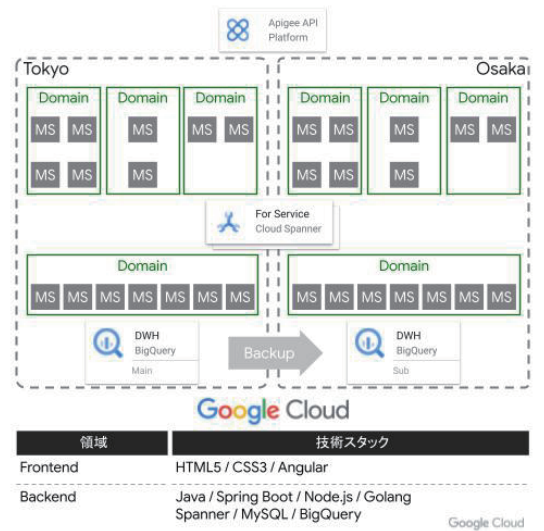 Apigee API
Platform
Tokyo
Osaka
Domain Domain Domain
Domain Domain Domain
MS MS MS MS MS
MS MS MS MS MS
MS MS MS
MS MS MS
For Service
Cloud Spanner
Domain
Domain
MS MS MS MS MS MS MS
MS MS MS MS MS MS MS
DWH
BigQuery
Main
Backup
DWH
BigQuery
Sub
Google Cloud
領域 技術スタック
Frontend HTML5 / CSS3 / Angular
Backend Java / Spring Boot / Node.js / Golang
Spanner / MySQL / BigQuery
Google Cloud